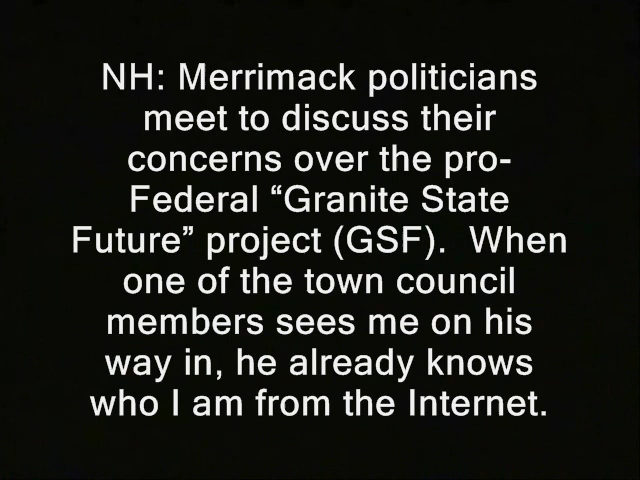 NH: Merrimack politicians
meet to discuss their
concerns over the pro-
Federal “Granite State
Future” project (GSF).  When
one of the town council
members sees me on his
way in, he already knows
who I am from the Internet.